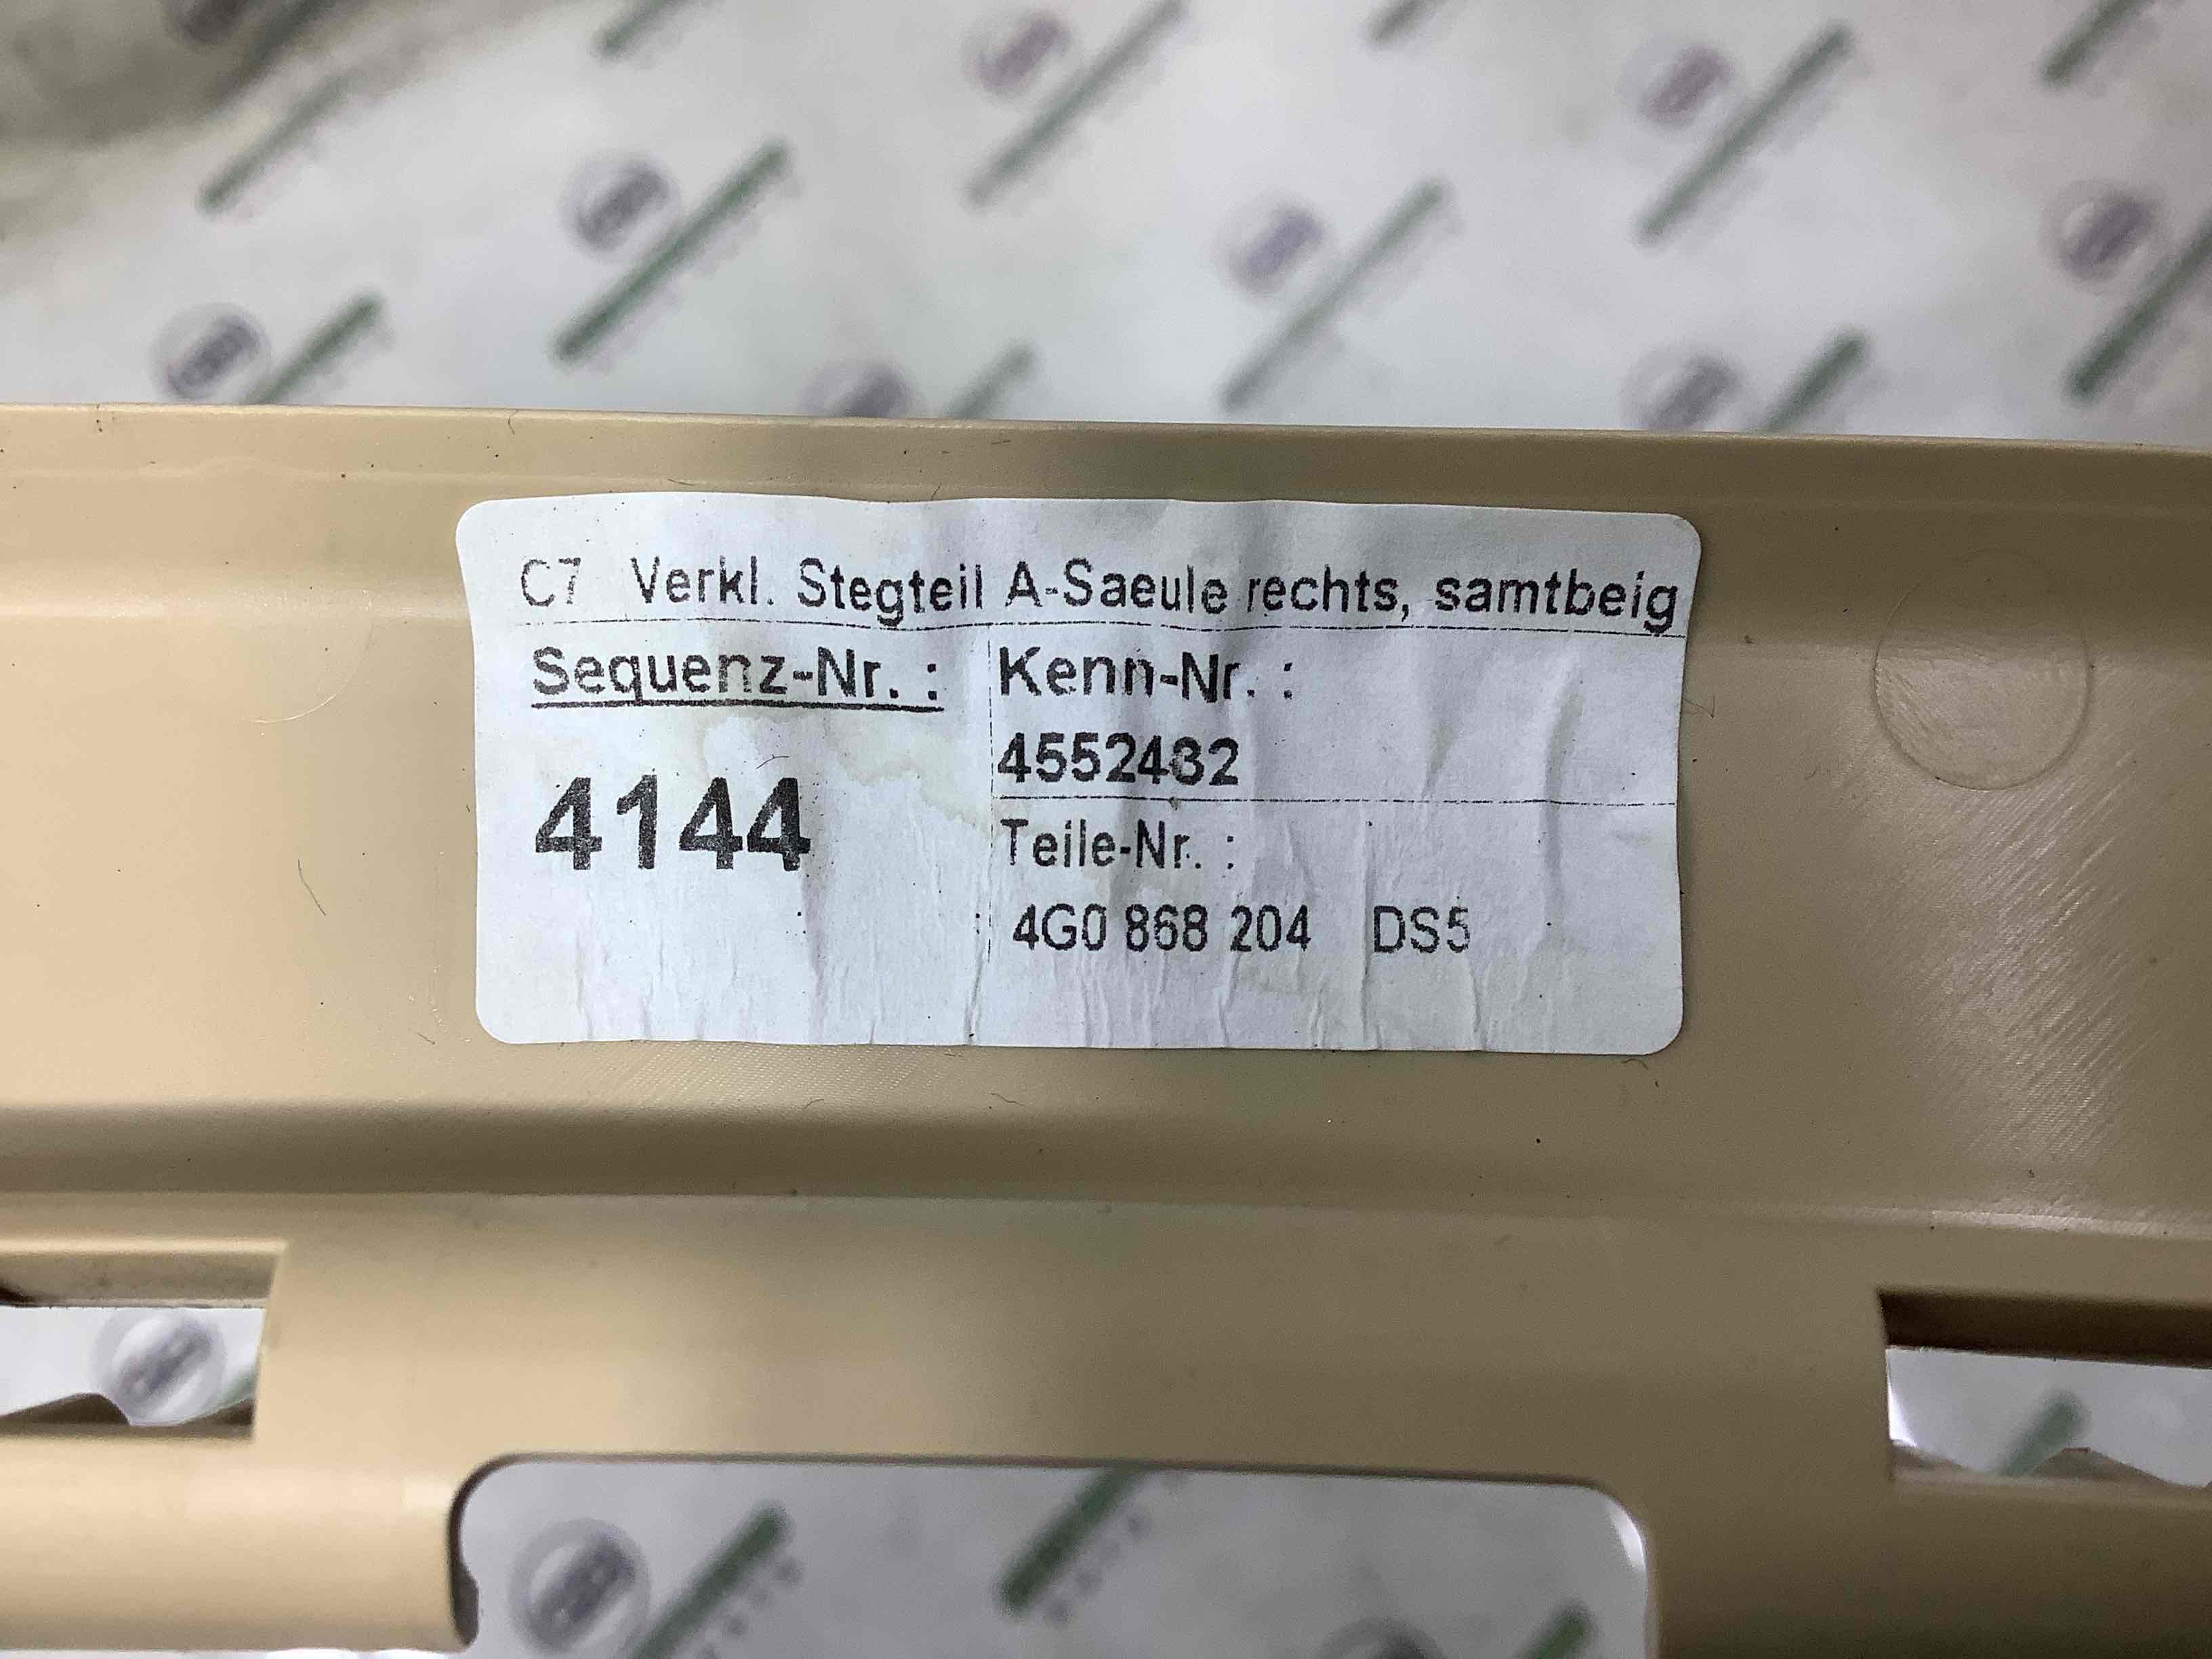 C7 Verkl. Stegteil A-Saeule rechts, samtbeig
Sequenz-Nr. :
4144
Kenn-Nr. :
4552432
Teile-Nr. :
4G0 868 204 DS5